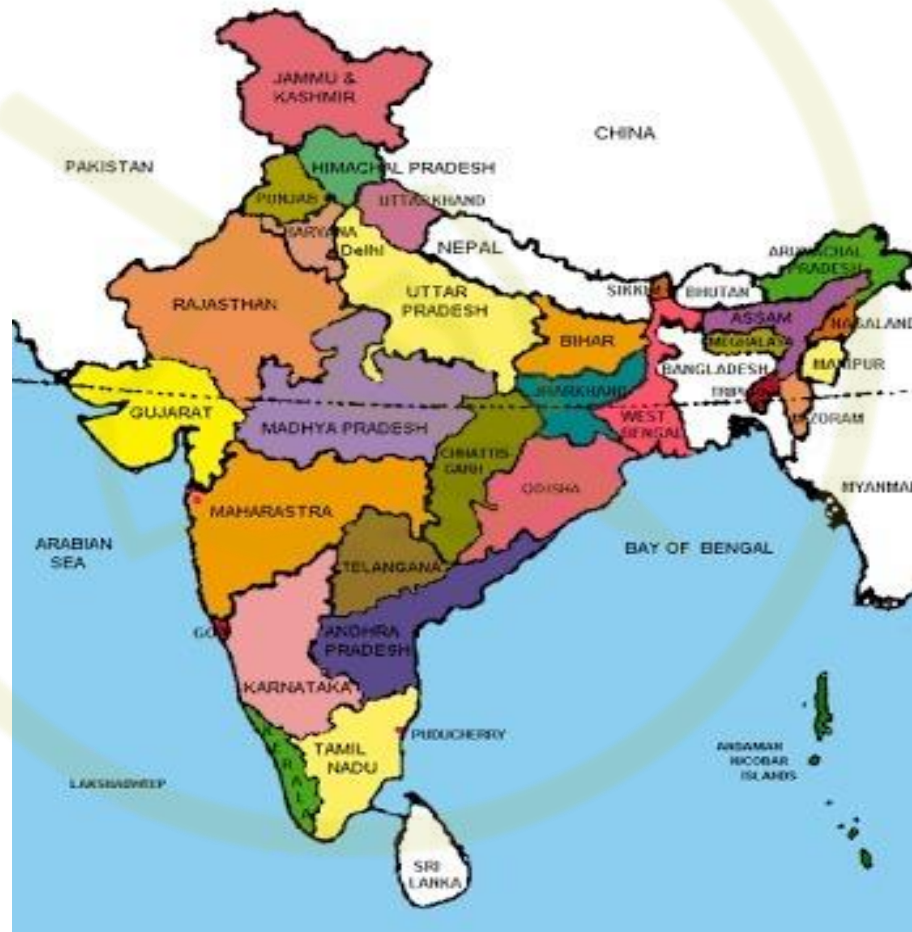 JAMMU &
KASHMIR
CHINA
PAKISTAN
HIMACHAL PRADESH
PUNJAB
UTTARKHAND
HARYANA
Delhi
NEPAL
ARUNACHAL
PRADESH
SIKKIM
BHUTAN
RAJASTHAN
UTTAR
PRADESH
ASSAM
NAGALAND
BIHAR
MEGHALAYA
MANIPUR
BANGLADESH
JHARKHAND
GUJARAT
WEST
BENGAL
MIZORAM
MADHYA PRADESH
CHHATTIS-
GARH
ODISHA
MYANMAR
MAHARASTRA
ARABIAN
SEA
BAY OF BENGAL
TELANGANA
GO
ANDHRA
PRADESH
KARNATAKA
PUDUCHERRY
TAMIL
NADU
KERALA
ANDAMAN
NICOBAR
ISLANDS
LAKSHADWEEP
SRI
LANKA